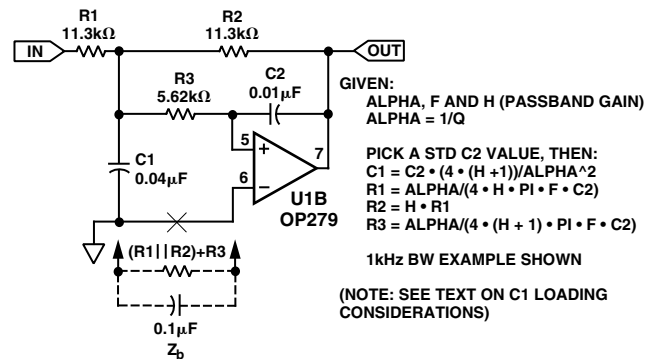 R1
11.3kΩ
R2
11.3kΩ
IN
OUT
R3
5.62kΩ
C2
0.01μF
C1
0.04μF
5
+
7
6
–
U1B
OP279
(R1||R2)+R3
0.1μF
Zb
GIVEN:
ALPHA, F AND H (PASSBAND GAIN)
ALPHA = 1/Q
PICK A STD C2 VALUE, THEN:
C1 = C2 • (4 • (H +1))/ALPHA^2
R1 = ALPHA/(4 • H • PI • F • C2)
R2 = H • R1
R3 = ALPHA/(4 • (H + 1) • PI • F • C2)
1kHz BW EXAMPLE SHOWN
(NOTE: SEE TEXT ON C1 LOADING
CONSIDERATIONS)